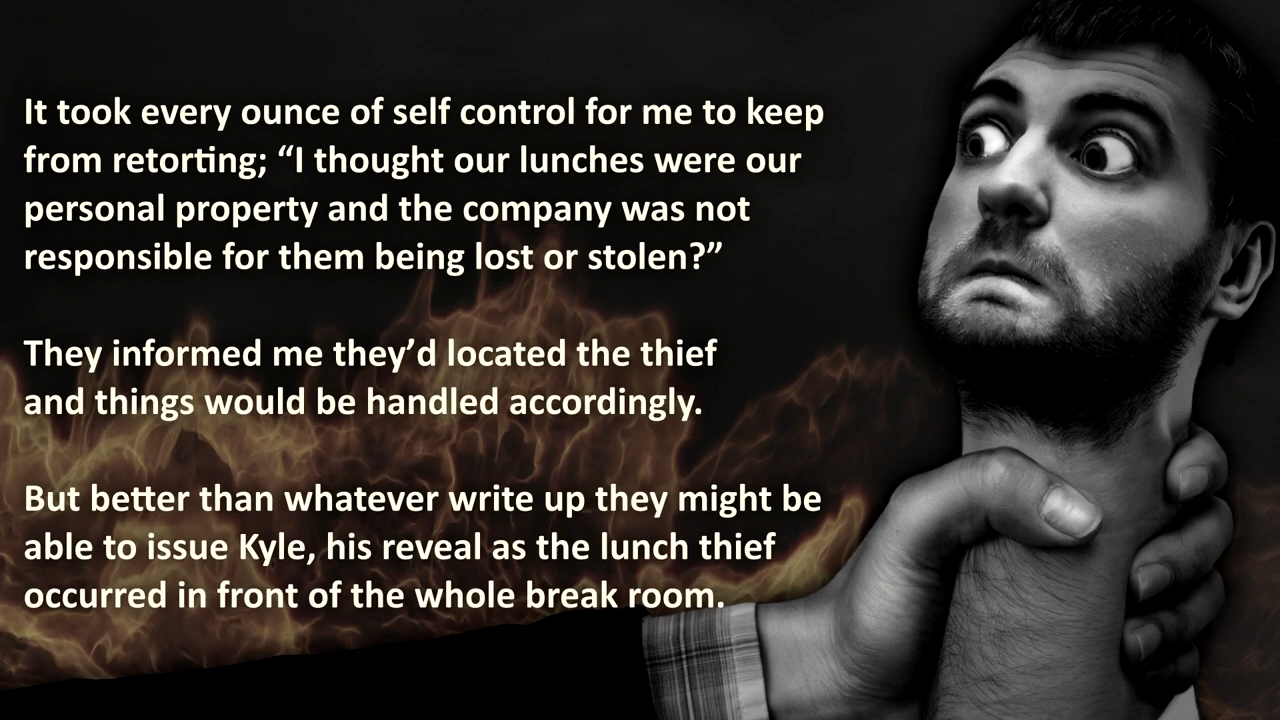 It took every ounce of self control for me to keep
from retorting; “I thought our lunches were our
personal property and the company was not
responsible for them being lost or stolen?”
They informed me they’d located the thief
and things would be handled accordingly.
But better than whatever write up they might be
able to issue Kyle, his reveal as the lunch thief
occurred in front of the whole break room.